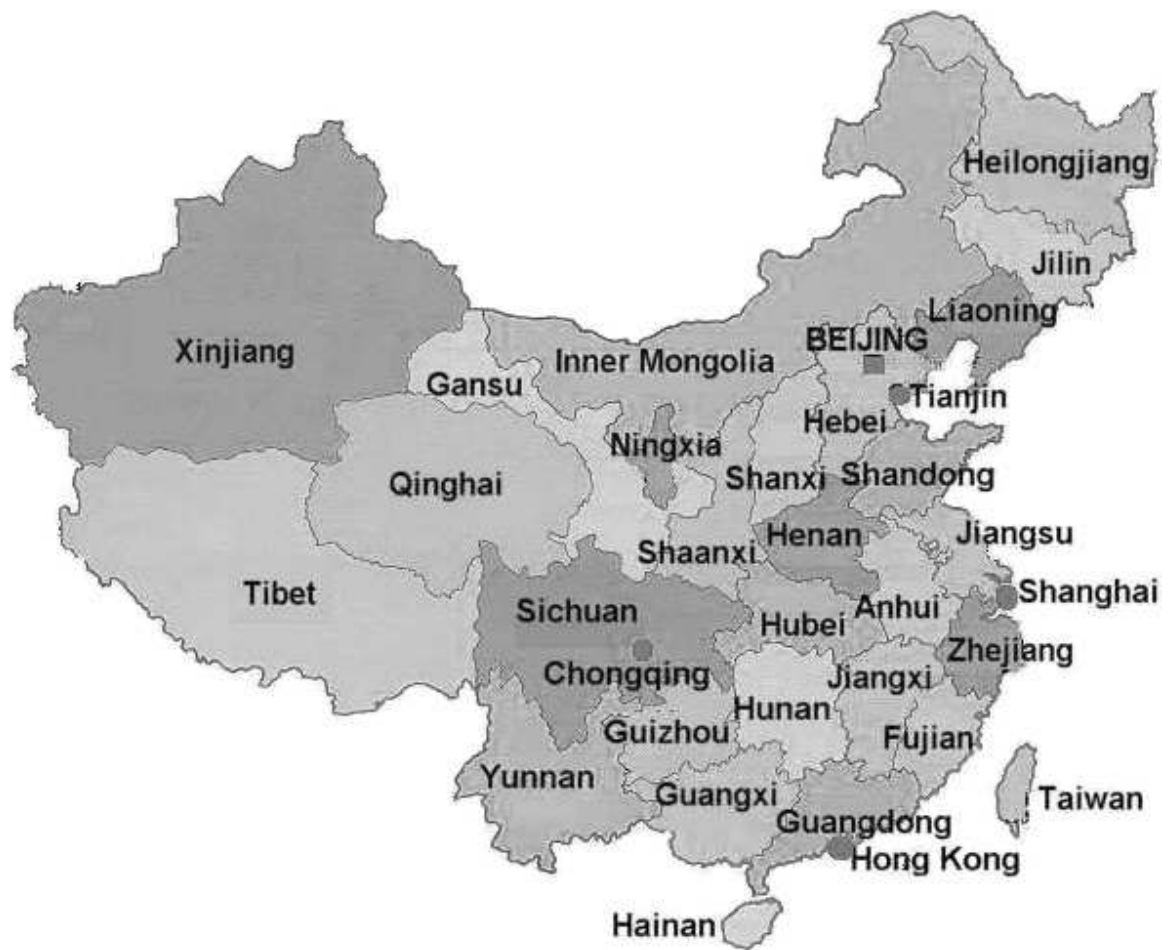 Heilongjiang
Jilin
Liaoning
BEIJING
Xinjiang
Inner Mongolia
Gansu
Tianjin
Hebei
Ningxia
Shanxi
Shandong
Qinghai
Henan
Jiangsu
Shaanxi
Tibet
Shanghai
Sichuan
Anhui
Hubei
Zhejiang
Chongqing
Jiangxi
Hunan
Guizhou
Fujian
Yunnan
Guangxi
Taiwan
Guangdong
Hong Kong
Hainan